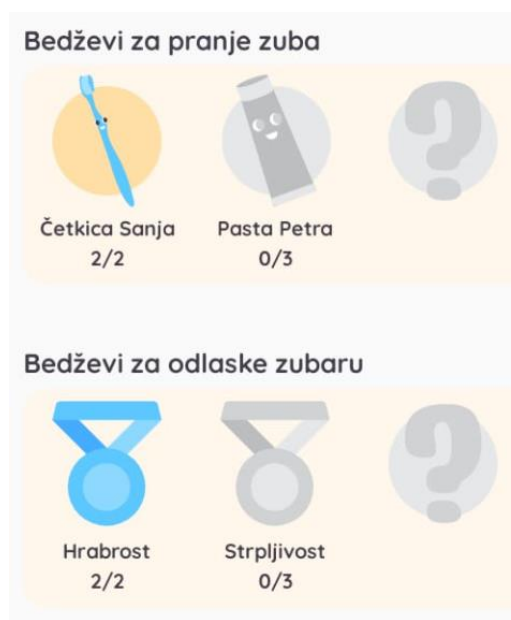 Bedževi za pranje zuba
Četkica Sanja
2/2
Pasta Petra
0/3
?
Bedževi za odlaske zubaru
Hrabrost
2/2
Strpljivost
0/3
?